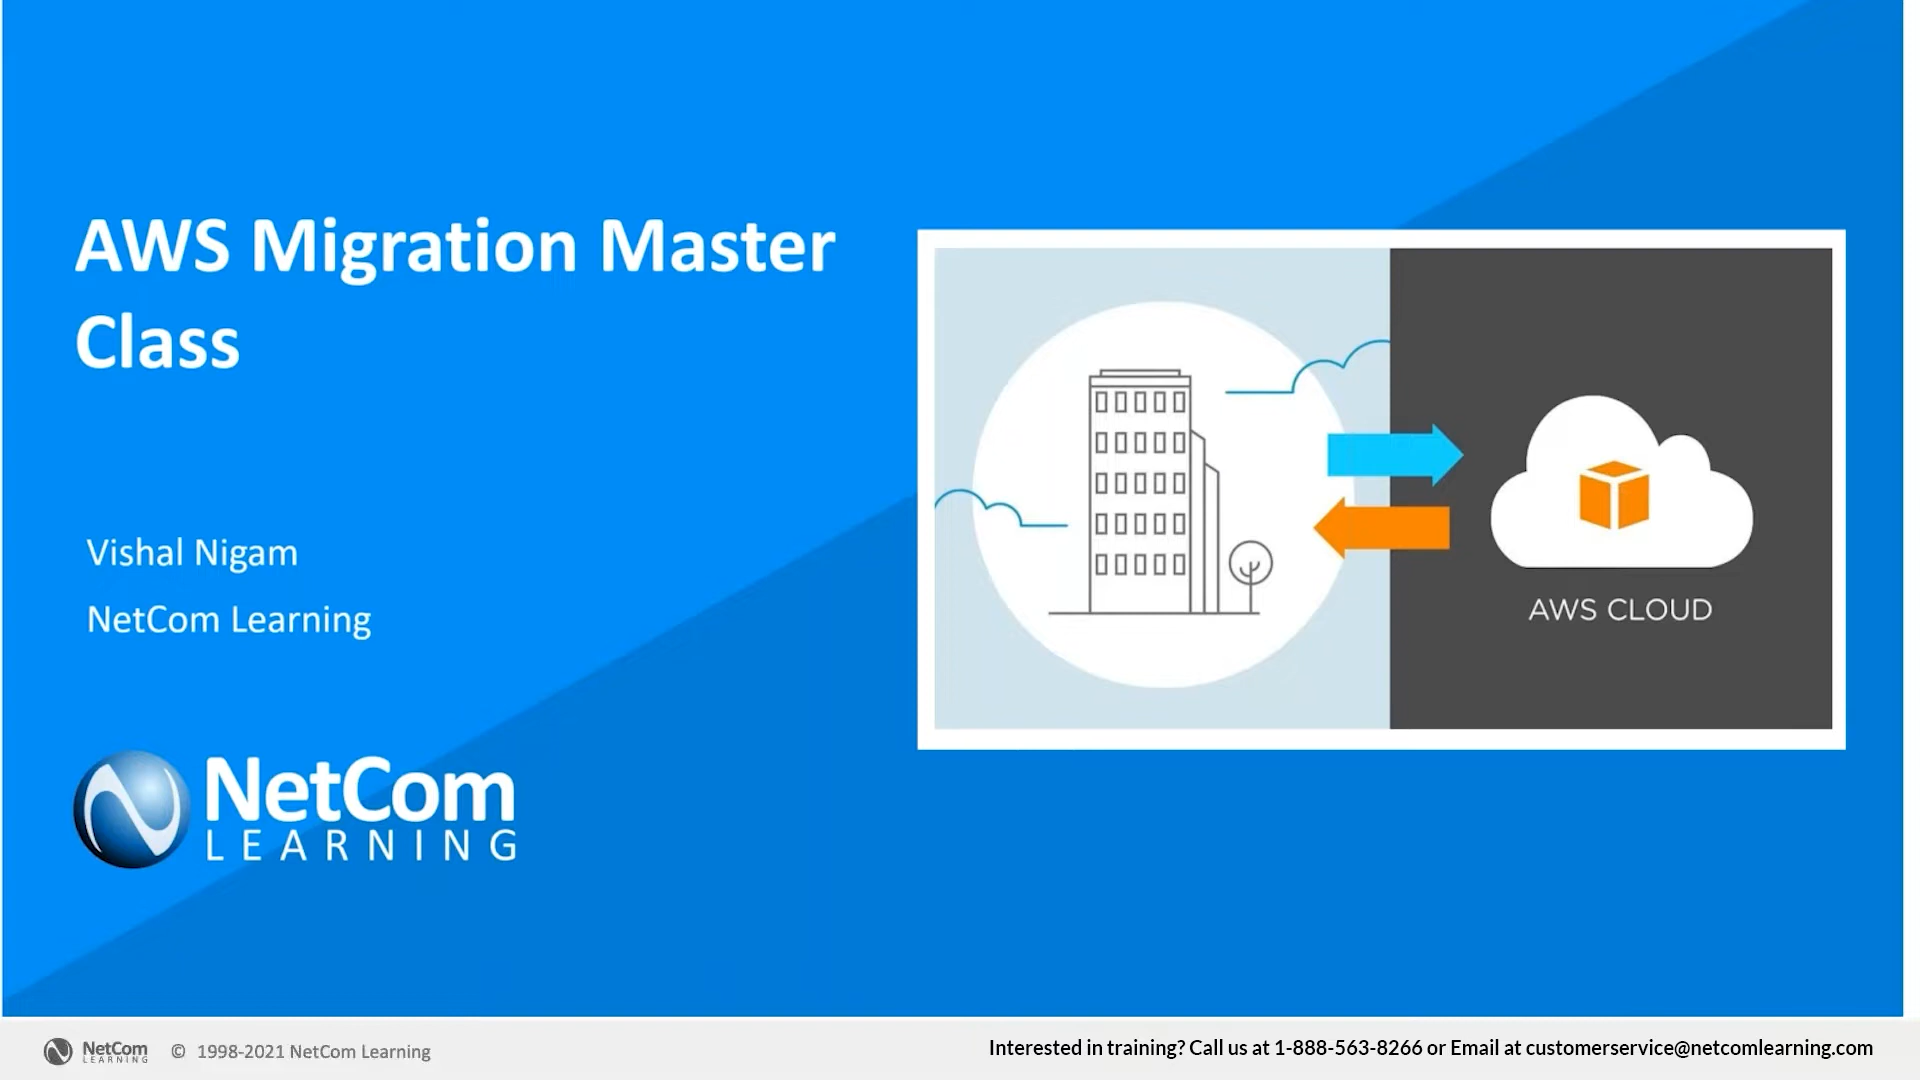 AWS Migration Master
Class
Vishal Nigam
NetCom Learning
NetCom
LEARNING
AWS CLOUD
NetCom
LEARNING
© 1998-2021 NetCom Learning
Interested in training? Call us at 1-888-563-8266 or Email at customerservice@netcomlearning.com